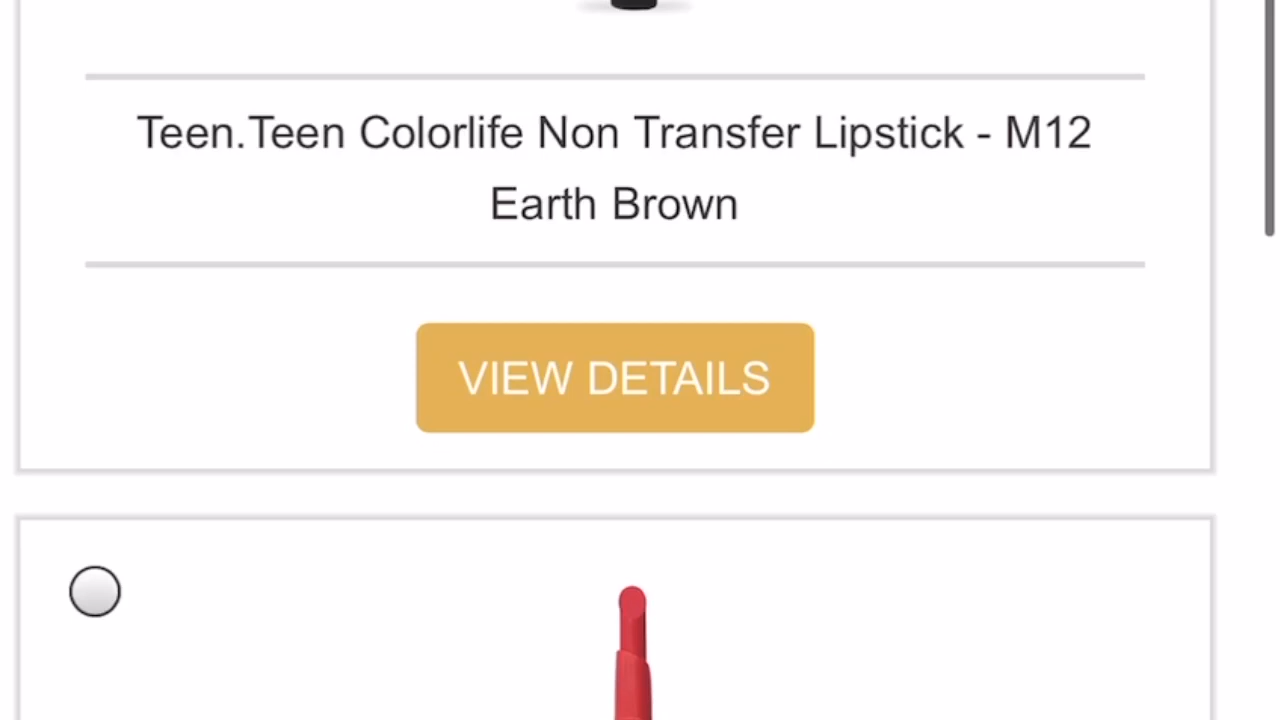 Teen.Teen Colorlife Non Transfer Lipstick - M12
Earth Brown
VIEW DETAILS